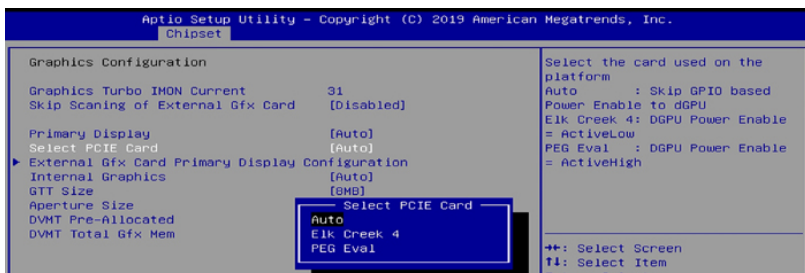 Aptio Setup Utility – Copyright (C) 2019 American Megatrends, Inc.
Chipset
Graphics Configuration
Graphics Turbo IMON Current 31
Skip Scaning of External Gfx Card [Disabled]
Primary Display [Auto]
Select PCIE Card [Auto]
External Gfx Card Primary Display Configuration
Internal Graphics [Auto]
GTT Size [8MB]
Aperture Size
DVMT Pre-Allocated
DVMT Total Gfx Mem
Select PCIE Card
Auto
Elk Creek 4
PEG Eval
Select the card used on the
platform
Auto : Skip GPIO based
Power Enable to dGPU
Elk Creek 4: DGPU Power Enable
= ActiveLow
PEG Eval : DGPU Power Enable
= ActiveHigh
→←: Select Screen
↑↓: Select Item